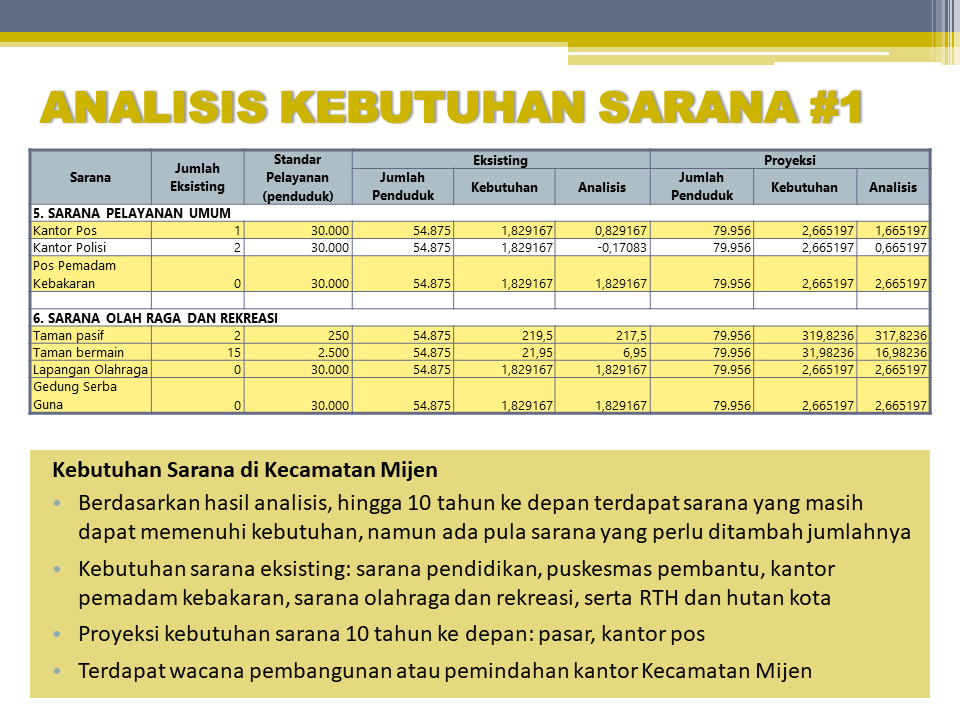 ANALISIS KEBUTUHAN SARANA #1
Sarana Jumlah Eksisting Standar Pelayanan (penduduk) Eksisting Proyeksi
Jumlah Penduduk Kebutuhan Analisis Jumlah Penduduk Kebutuhan Analisis
5. SARANA PELAYANAN UMUM
Kantor Pos 1 30.000 54.875 1,829167 0,829167 79.956 2,665197 1,665197
Kantor Polisi 2 30.000 54.875 1,829167 -0,17083 79.956 2,665197 0,665197
Pos Pemadam
Kebakaran 0 30.000 54.875 1,829167 1,829167 79.956 2,665197 2,665197
6. SARANA OLAH RAGA DAN REKREASI
Taman pasif 2 250 54.875 219,5 217,5 79.956 319,8236 317,8236
Taman bermain 15 2.500 54.875 21,95 6,95 79.956 31,98236 16,98236
Lapangan Olahraga 0 30.000 54.875 1,829167 1,829167 79.956 2,665197 2,665197
Gedung Serba
Guna 0 30.000 54.875 1,829167 1,829167 79.956 2,665197 2,665197
Kebutuhan Sarana di Kecamatan Mijen
• Berdasarkan hasil analisis, hingga 10 tahun ke depan terdapat sarana yang masih
dapat memenuhi kebutuhan, namun ada pula sarana yang perlu ditambah jumlahnya
• Kebutuhan sarana eksisting: sarana pendidikan, puskesmas pembantu, kantor
pemadam kebakaran, sarana olahraga dan rekreasi, serta RTH dan hutan kota
• Proyeksi kebutuhan sarana 10 tahun ke depan: pasar, kantor pos
• Terdapat wacana pembangunan atau pemindahan kantor Kecamatan Mijen